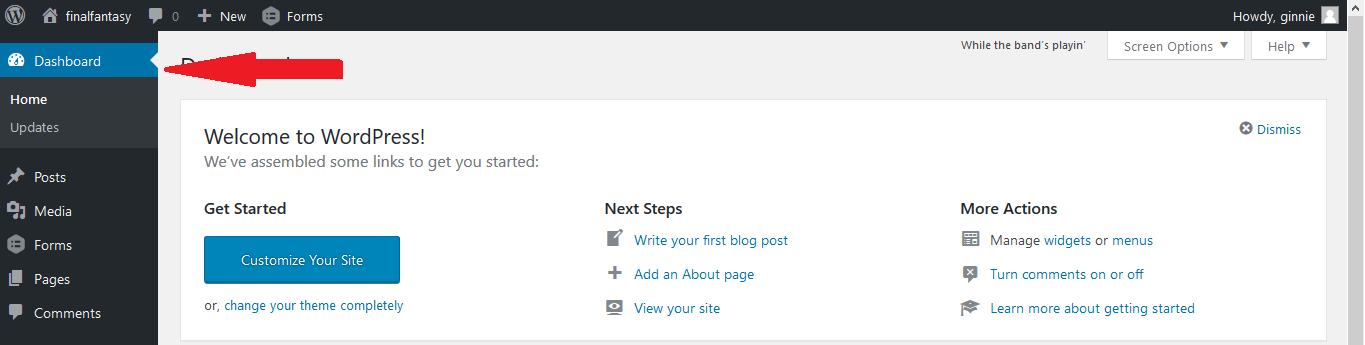 finalfantasy 0 New Forms Howdy, ginnie
While the band's playin' Screen Options Help
Dashboard
Home
Updates
Posts
Media
Forms
Pages
Comments
Welcome to WordPress!
We've assembled some links to get you started:
Dismiss
Get Started
Customize Your Site
or, change your theme completely
Next Steps
Write your first blog post
Add an About page
View your site
More Actions
Manage widgets or menus
Turn comments on or off
Learn more about getting started